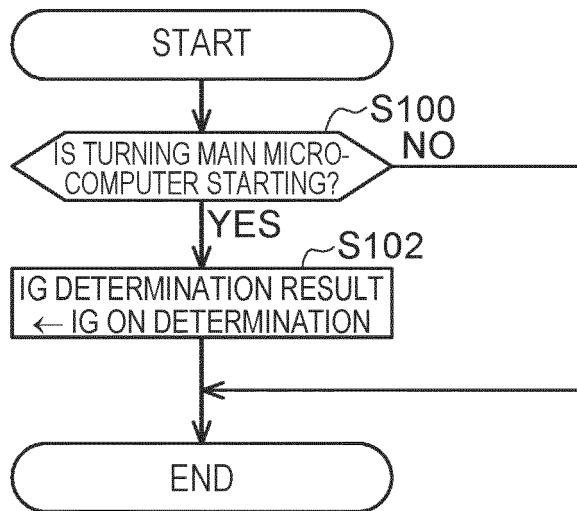 START
S100
IS TURNING MAIN MICRO-
COMPUTER STARTING?
NO
YES
S102
IG DETERMINATION RESULT
← IG ON DETERMINATION
END